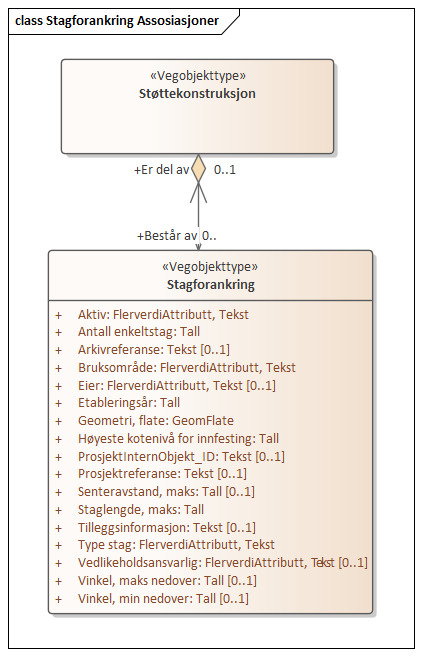 class Stagforankring Assosiasjoner
«Vegobjekttype»
Støttekonstruksjon
+Er del av 0..1
+Består av 0..
«Vegobjekttype»
Stagforankring
+ Aktiv: FlerverdiAttributt, Tekst
+ Antall enkeltstag: Tall
+ Arkivreferanse: Tekst [0..1]
+ Bruksområde: FlerverdiAttributt, Tekst
+ Eier: FlerverdiAttributt, Tekst [0..1]
+ Etableringsår: Tall
+ Geometri, flate: GeomFlate
+ Høyeste kotenivå for innfesting: Tall
+ ProsjektInternObjekt_ID: Tekst [0..1]
+ Prosjektreferanse: Tekst [0..1]
+ Senteravstand, maks: Tall [0..1]
+ Staglengde, maks: Tall
+ Tilleggsinformasjon: Tekst [0..1]
+ Type stag: FlerverdiAttributt, Tekst
+ Vedlikeholdsansvarlig: FlerverdiAttributt, Tekst [0..1]
+ Vinkel, maks nedover: Tall [0..1]
+ Vinkel, min nedover: Tall [0..1]